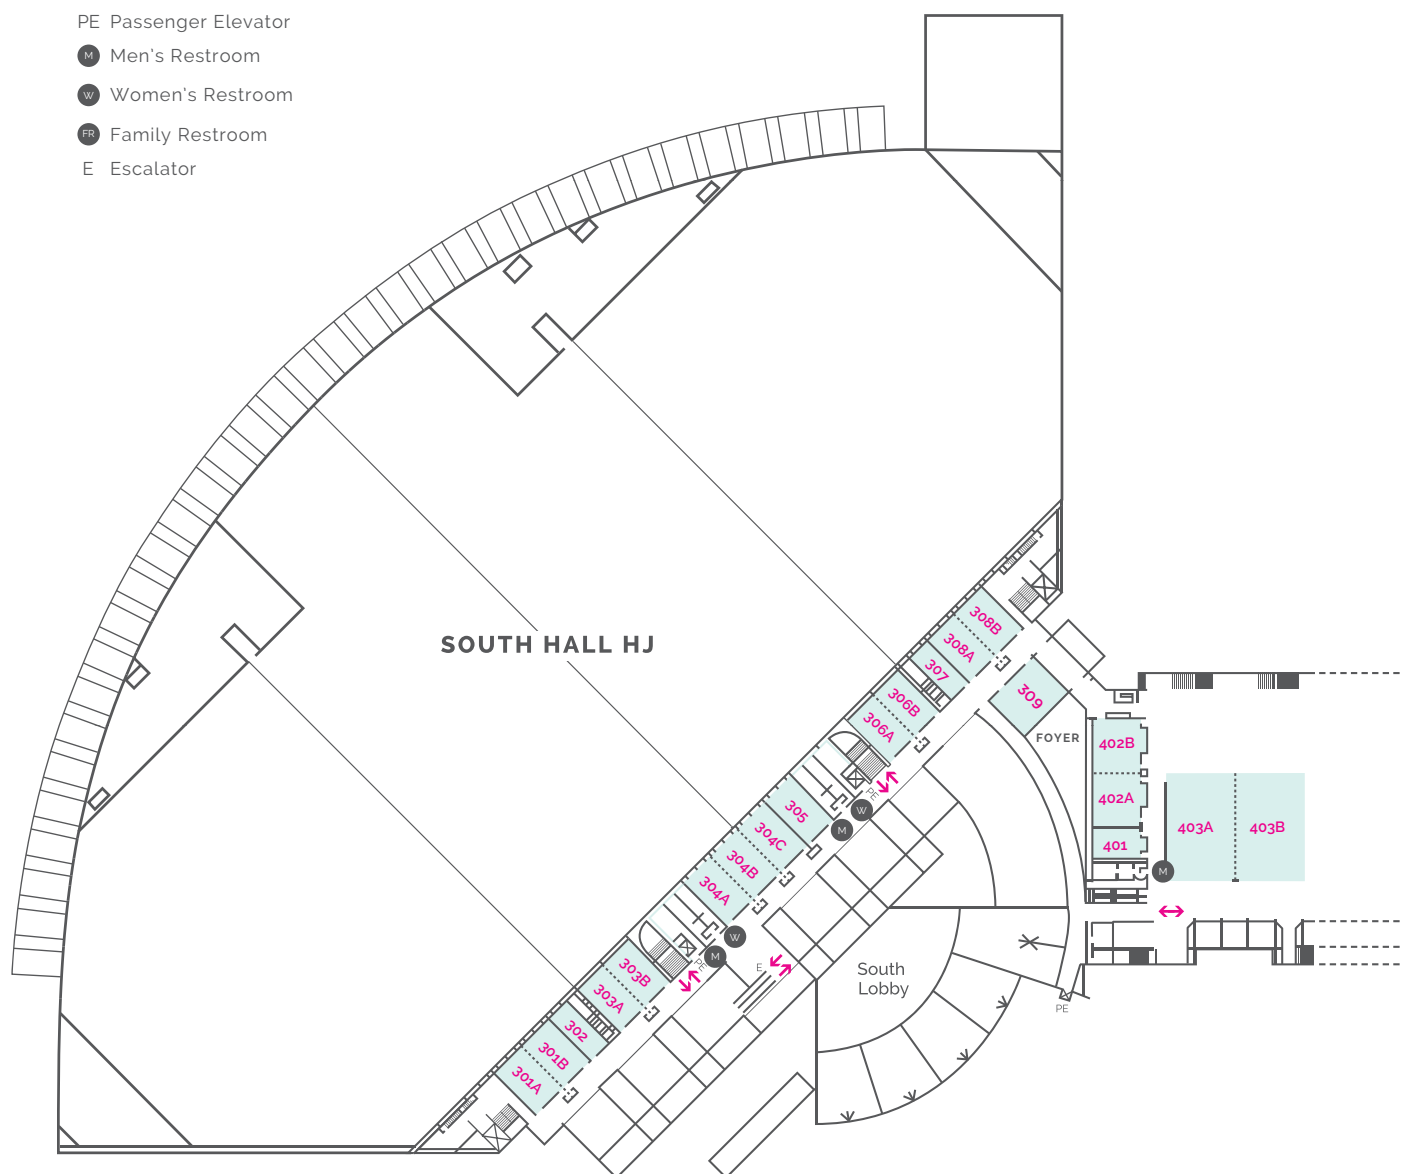 PE Passenger Elevator
M Men's Restroom
W Women's Restroom
FR Family Restroom
E Escalator
SOUTH HALL HJ
308B
308A
307
306B
306A
309
FOYER
402B
402A
401
403A
403B
M
PE
W
M
305
304C
304B
304A
W
M
PE
E
303B
303A
302
301B
301A
South
Lobby
PE